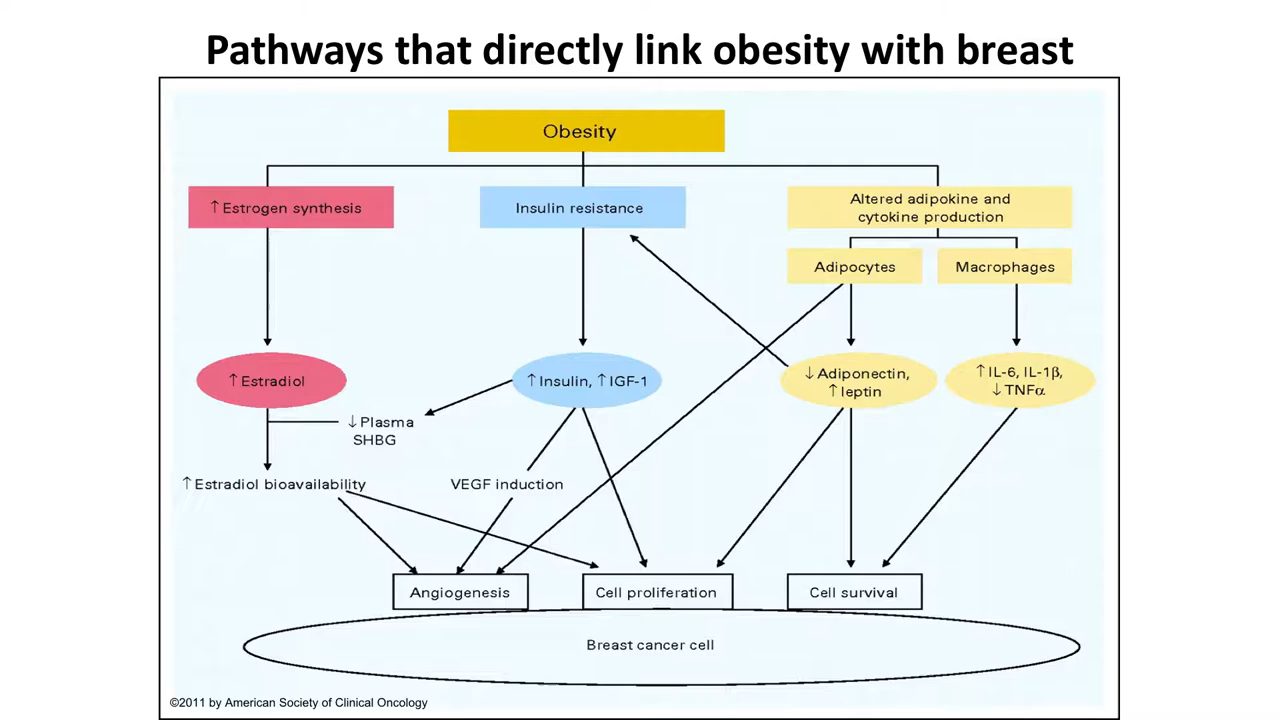 Pathways that directly link obesity with breast
Obesity
↑Estrogen synthesis
Insulin resistance
Altered adipokine and
cytokine production
Adipocytes
Macrophages
↑Estradiol
↑Insulin, ↑IGF-1
↓Adiponectin,
↑leptin
↑IL-6, IL-1β,
↓TNFα
↓Plasma
SHBG
↑Estradiol bioavailability
VEGF induction
Angiogenesis
Cell proliferation
Cell survival
Breast cancer cell
©2011 by American Society of Clinical Oncology